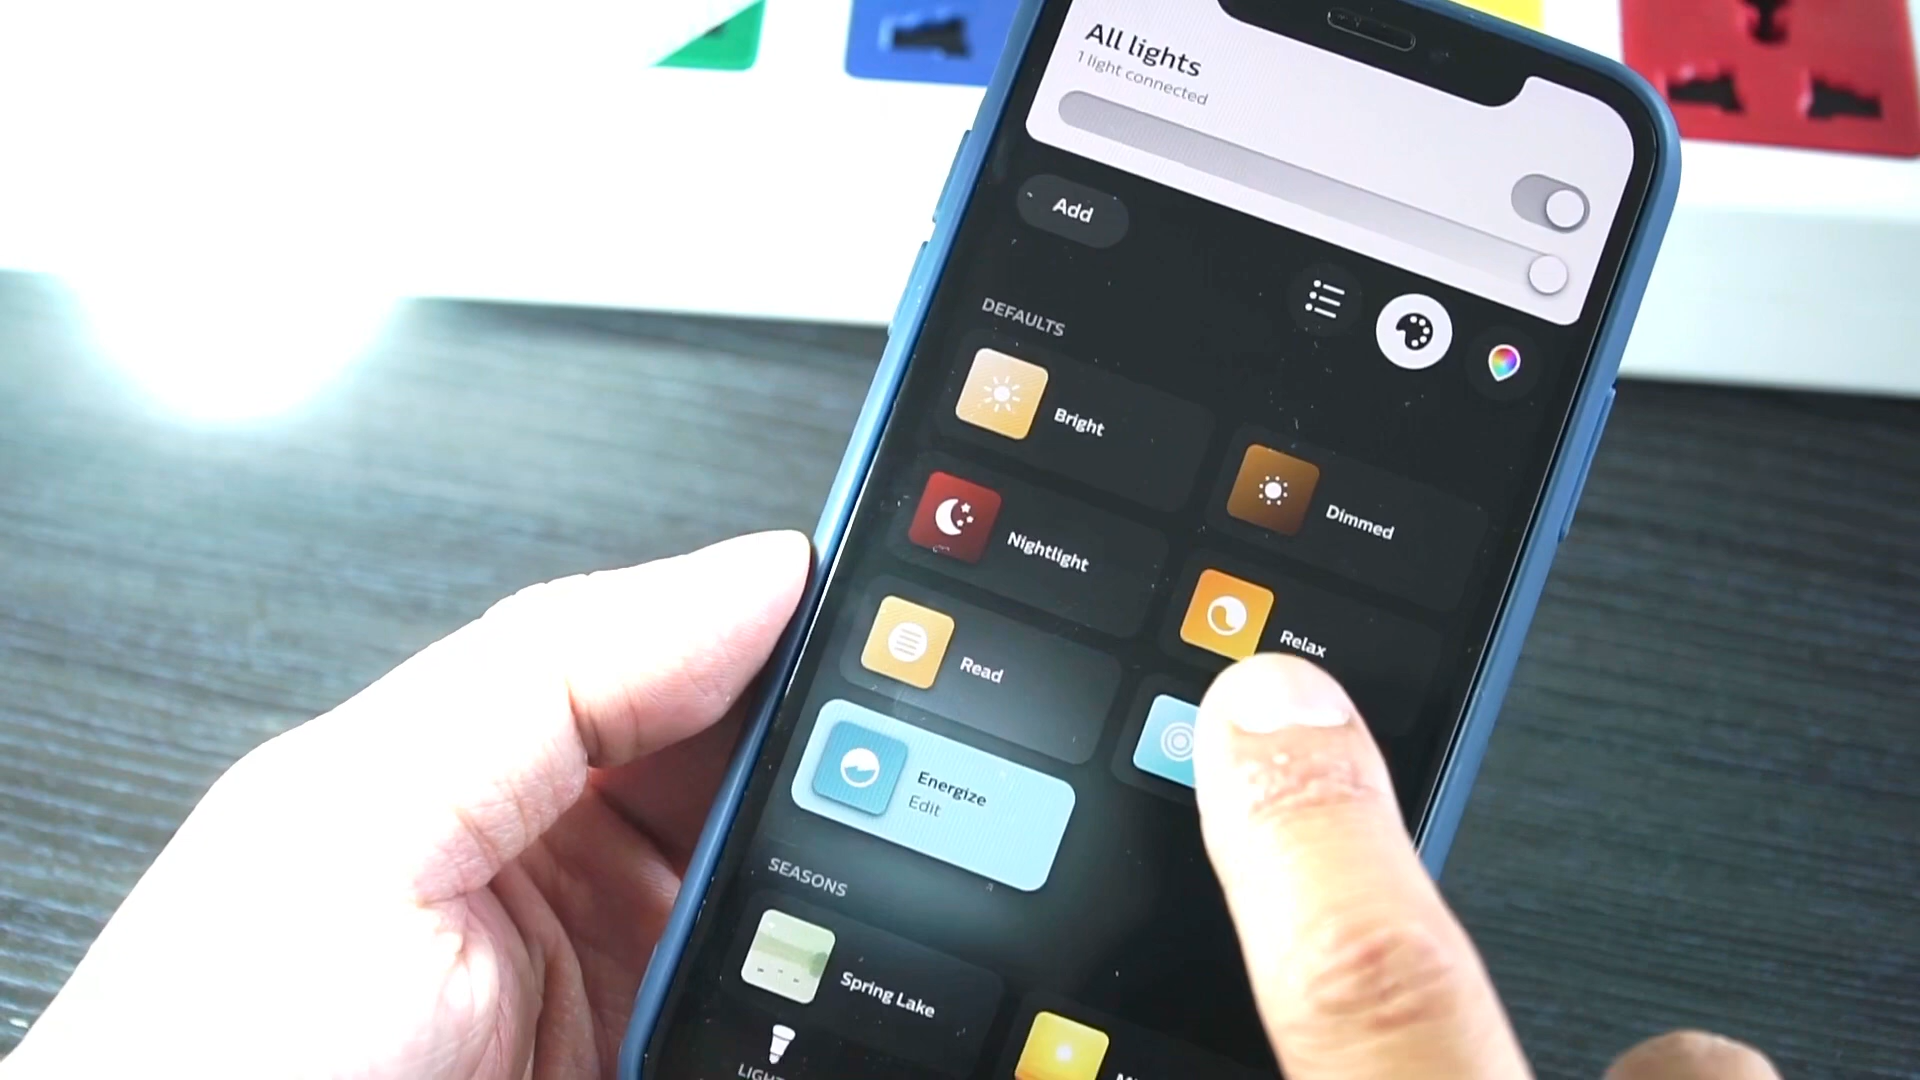 All lights
1 light connected
Add
DEFAULTS
Bright
Dimmed
Nightlight
Relax
Read
Energize
Edit
SEASONS
Spring Lake